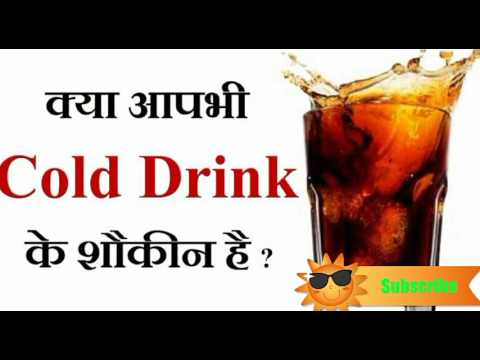 क्या आपभी
Cold Drink
के शौकीन है ?
Subscribe